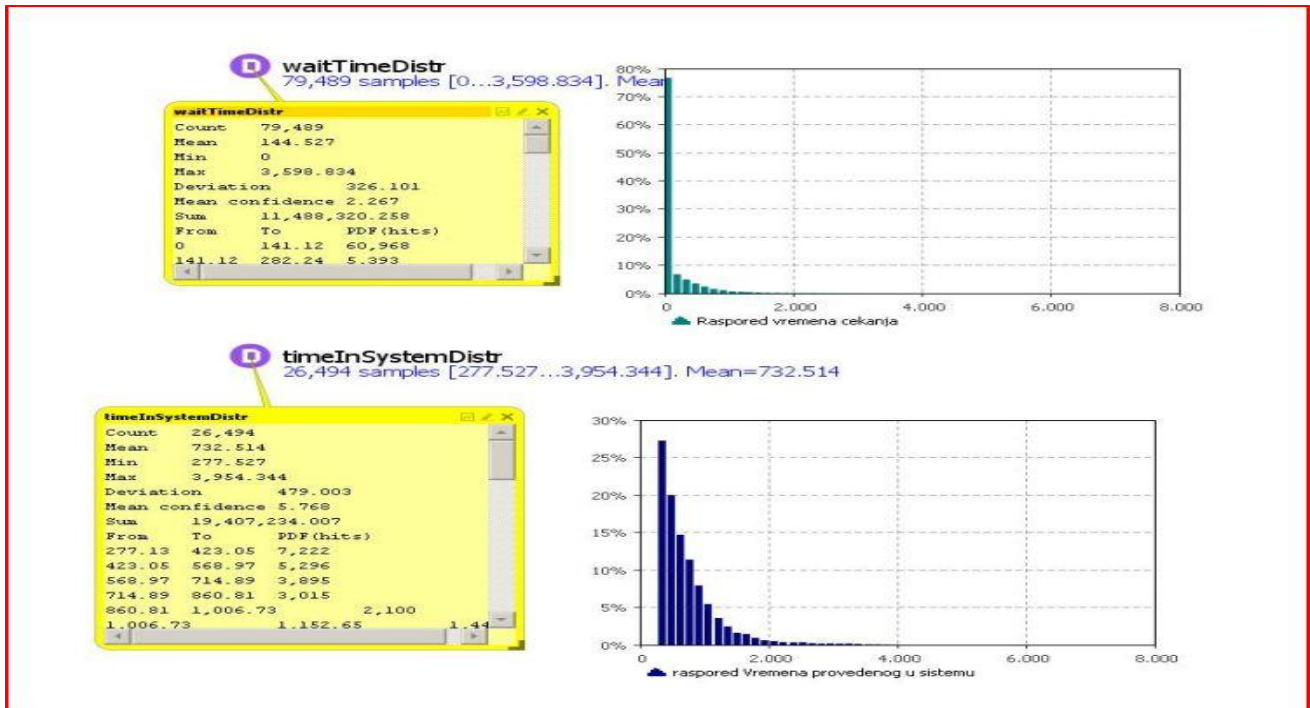 waitTimeDistr
79,489 samples [0...3,598.834]. Mean
waitTimeDistr
Count 79,489
Mean 144.527
Min 0
Max 3,598.834
Deviation 326.101
Mean confidence 2.267
Sum 11,488,320.258
From To PDF(hits)
0 141.12 60,968
141.12 282.24 5.393
80%
70%
60%
50%
40%
30%
20%
10%
0%
0 2.000 4.000 6.000 8.000
Raspored vremena cekanja
timeInSystemDistr
26,494 samples [277.527...3,954.344]. Mean=732.514
timeInSystemDistr
Count 26,494
Mean 732.514
Min 277.527
Max 3,954.344
Deviation 479.003
Mean confidence 5.768
Sum 19,407,234.007
From To PDF(hits)
277.13 423.05 7,222
423.05 568.97 5,296
568.97 714.89 3,895
714.89 860.81 3,015
860.81 1,006.73 2,100
1.006.73 1.152.65 1.44
30%
25%
20%
15%
10%
5%
0%
0 2.000 4.000 6.000 8.000
raspored Vremena provedenog u sistemu